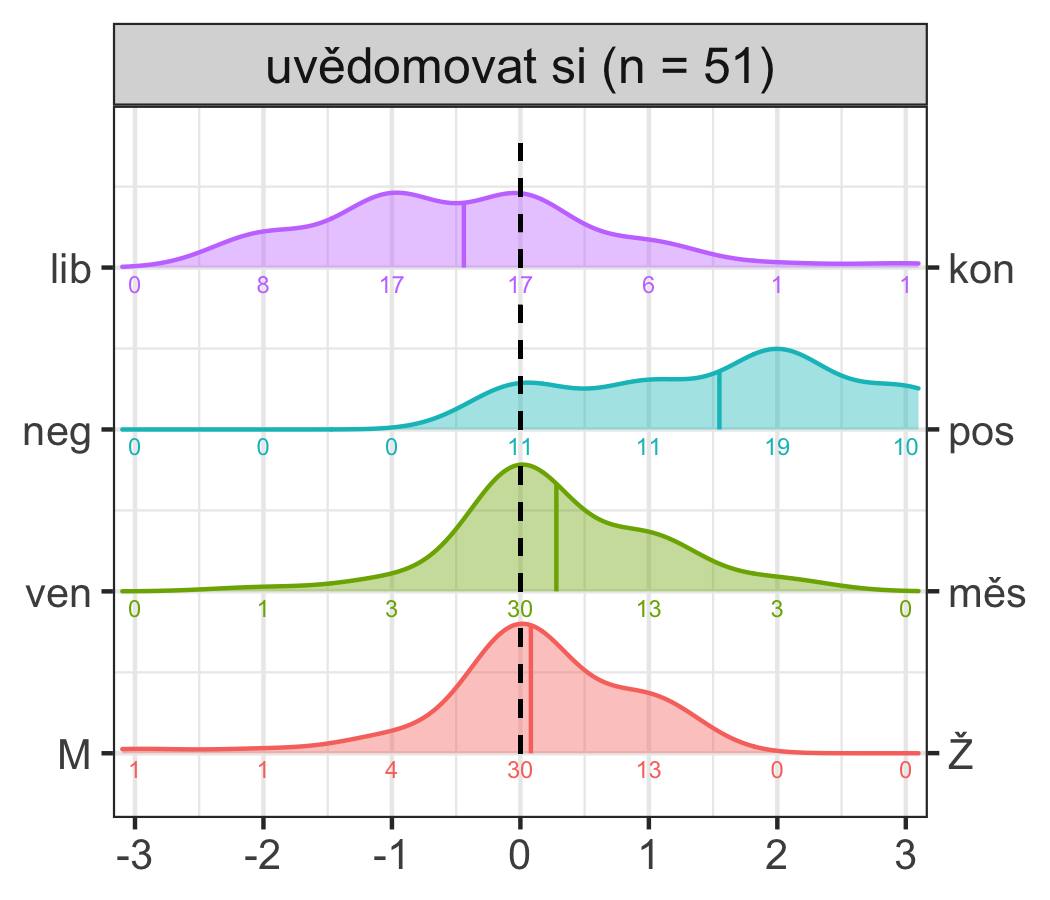 uvědomovat si (n = 51)
lib kon
0 8 17 17 6 1 1
neg pos
0 0 0 11 11 19 10
ven měs
0 1 3 30 13 3 0
M Ž
1 1 4 30 13 0 0
-3 -2 -1 0 1 2 3